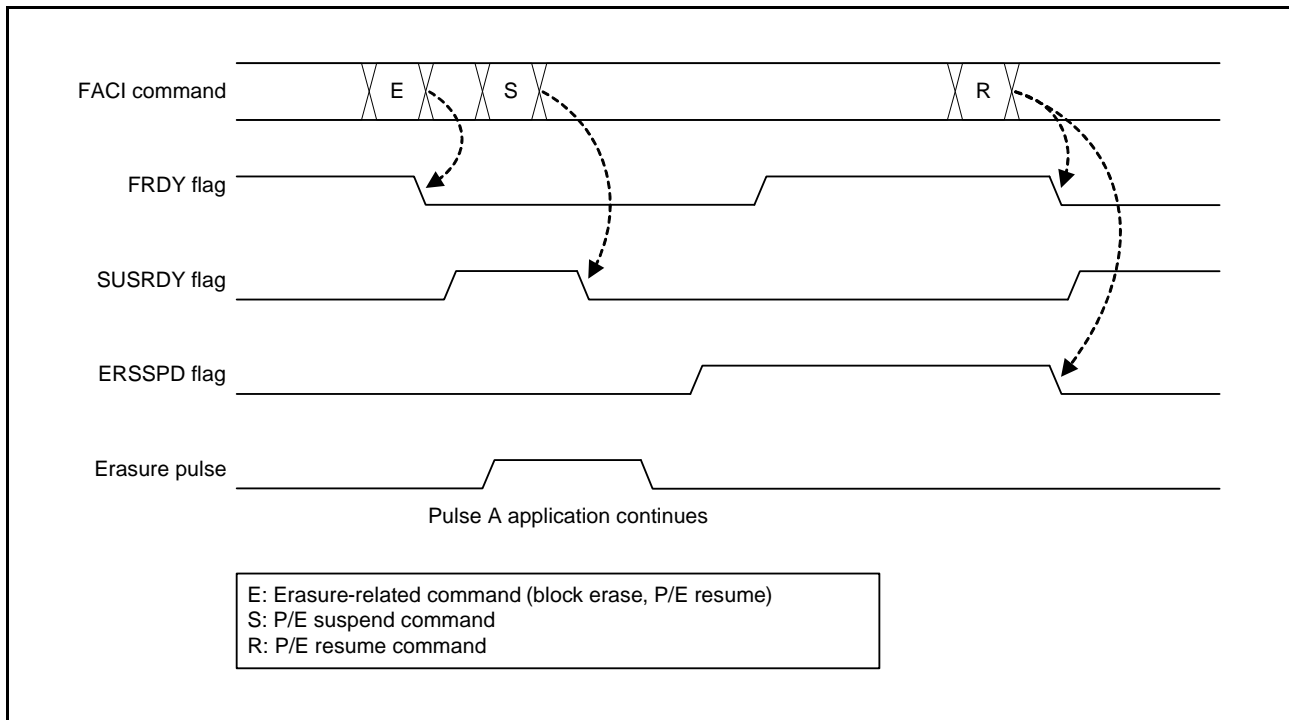 FACI command
E
S
R
FRDY flag
SUSRDY flag
ERSSPD flag
Erasure pulse
Pulse A application continues
E: Erasure-related command (block erase, P/E resume)
S: P/E suspend command
R: P/E resume command